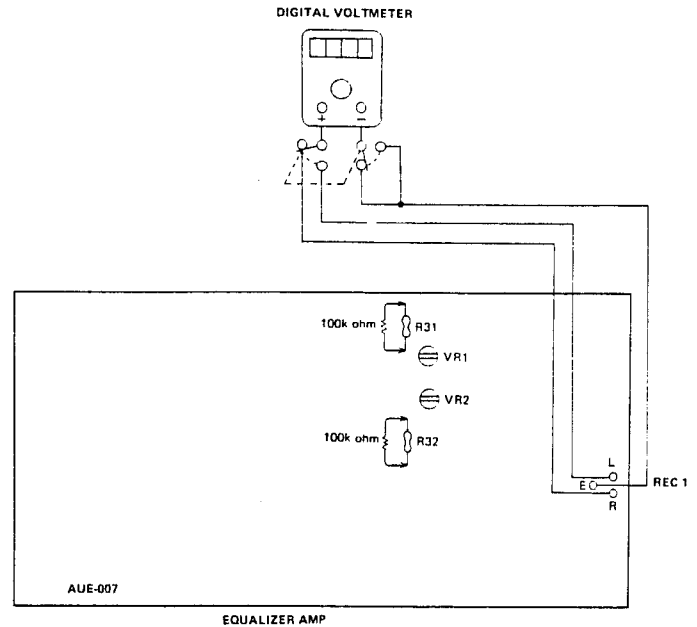 DIGITAL VOLTMETER
+ −
100k ohm R31
VR1
VR2
100k ohm R32
L
E REC 1
R
AUE-007
EQUALIZER AMP